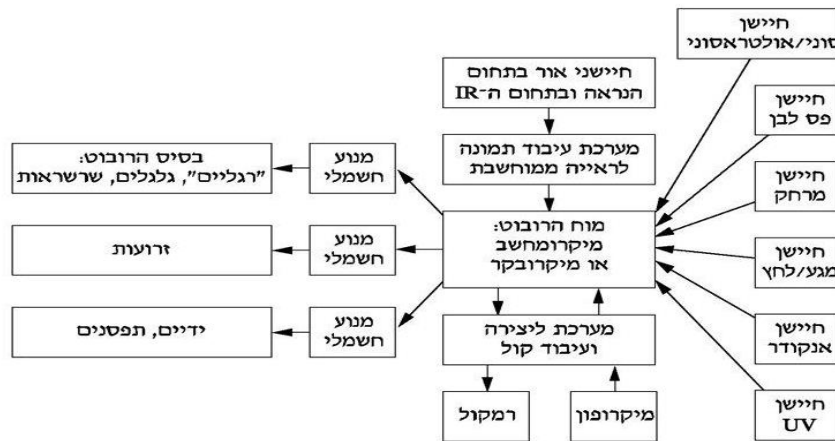 חיישן
סוני/אולטראסוני
חיישני אור בתחום
הנראה ובתחום ה-IR
חיישן
פס לבן
מערכת עיבוד תמונה
לראייה ממוחשבת
חיישן
מרחק
בסיס הרובוט:
"רגליים", גלגלים, שרשראות
מנוע
חשמלי
מוח הרובוט:
מיקרומחשב
או מיקרובקר
חיישן
מגע/לחץ
זרועות
מנוע
חשמלי
ידיים, תפסנים
מנוע
חשמלי
מערכת ליצירה
ועיבוד קול
חיישן
אנקודר
רמקול
מיקרופון
חיישן
UV